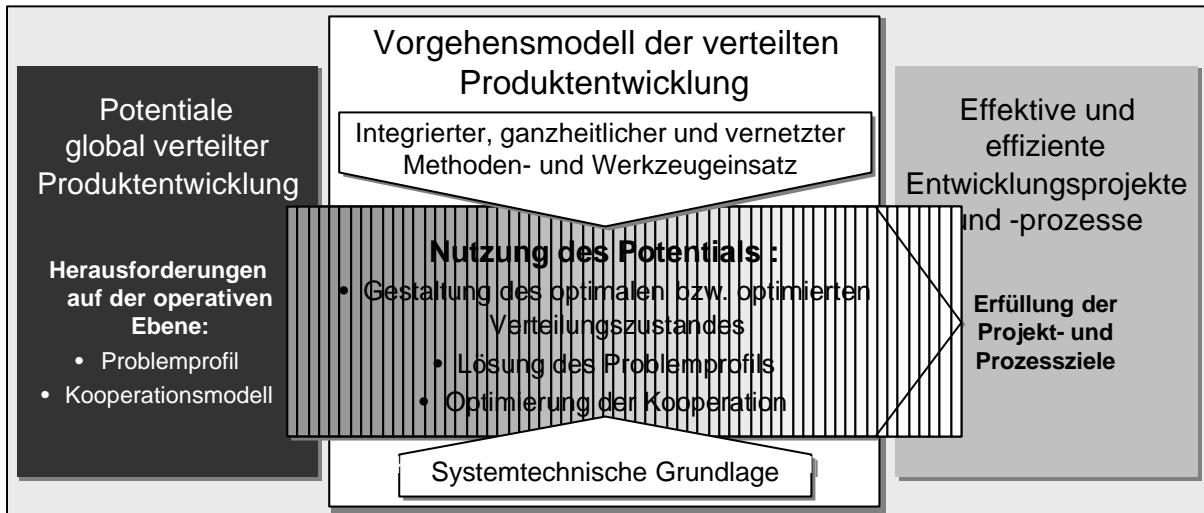 Vorgehensmodell der verteilten
Produktentwicklung
Integrierter, ganzheitlicher und vernetzter
Methoden- und Werkzeugeinsatz
Potentiale
global verteilter
Produktentwicklung
Herausforderungen
auf der operativen
Ebene:
• Problemprofil
• Kooperationsmodell
Nutzung des Potentials :
• Gestaltung des optimalen bzw. optimierten
Verteilungszustandes
• Lösung des Problemprofils
• Optimierung der Kooperation
Systemtechnische Grundlage
Effektive und
effiziente
Entwicklungsprojekte
und -prozesse
Erfüllung der
Projekt- und
Prozessziele